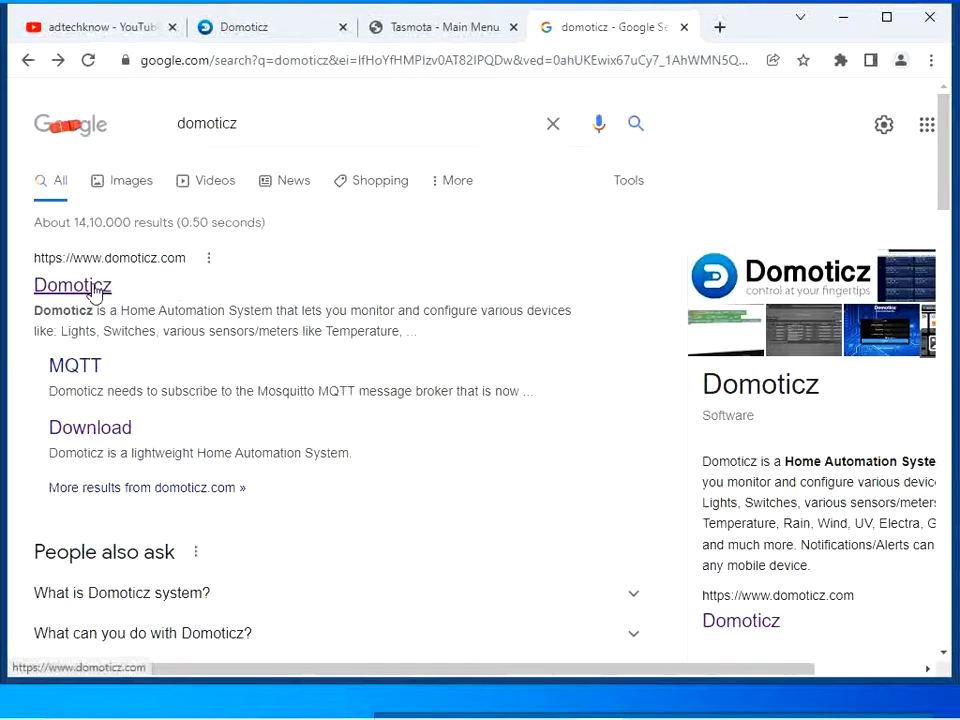 adtechknow - YouTub
Domoticz
Tasmota - Main Menu
domoticz - Google Se
google.com/search?q=domoticz&ei=IfHoYfHMPIzv0AT82IPQDw&ved=0ahUKEwix67uCy7_1AhWMN5Q...
Google
domoticz
All
Images
Videos
News
Shopping
More
Tools
About 14,10,000 results (0.50 seconds)
https://www.domoticz.com
Domoticz
Domoticz is a Home Automation System that lets you monitor and configure various devices
like: Lights, Switches, various sensors/meters like Temperature, ...
MQTT
Domoticz needs to subscribe to the Mosquitto MQTT message broker that is now ...
Download
Domoticz is a lightweight Home Automation System.
More results from domoticz.com »
People also ask
What is Domoticz system?
What can you do with Domoticz?
https://www.domoticz.com
Domoticz
control at your fingertips
Domoticz
Software
Domoticz is a Home Automation Syste
you monitor and configure various device
Lights, Switches, various sensors/meters
Temperature, Rain, Wind, UV, Electra, G
and much more. Notifications/Alerts can
any mobile device.
https://www.domoticz.com
Domoticz